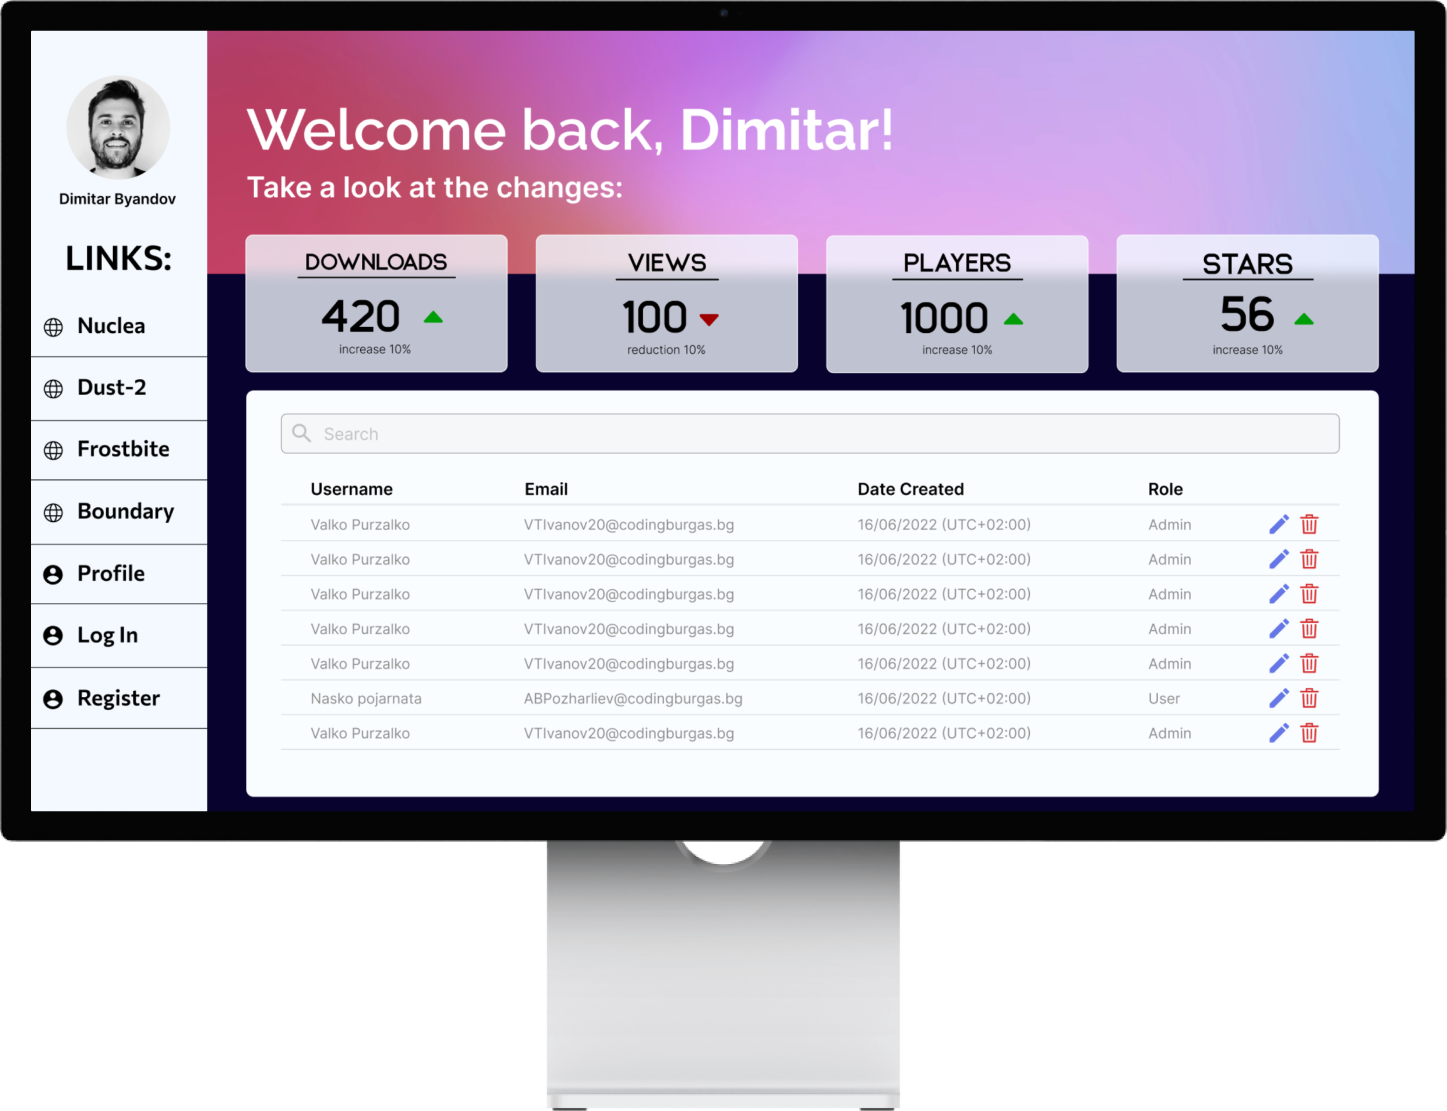 Dimitar Byandov
LINKS:
Nuclea
Dust-2
Frostbite
Boundary
Profile
Log In
Register
Welcome back, Dimitar!
Take a look at the changes:
DOWNLOADS
420
increase 10%
VIEWS
100
reduction 10%
PLAYERS
1000
increase 10%
STARS
56
increase 10%
Search
Username Email Date Created Role
Valko Purzalko VTIvanov20@codingburgas.bg 16/06/2022 (UTC+02:00) Admin
Valko Purzalko VTIvanov20@codingburgas.bg 16/06/2022 (UTC+02:00) Admin
Valko Purzalko VTIvanov20@codingburgas.bg 16/06/2022 (UTC+02:00) Admin
Valko Purzalko VTIvanov20@codingburgas.bg 16/06/2022 (UTC+02:00) Admin
Valko Purzalko VTIvanov20@codingburgas.bg 16/06/2022 (UTC+02:00) Admin
Nasko pojarnata ABPozharliev@codingburgas.bg 16/06/2022 (UTC+02:00) User
Valko Purzalko VTIvanov20@codingburgas.bg 16/06/2022 (UTC+02:00) Admin